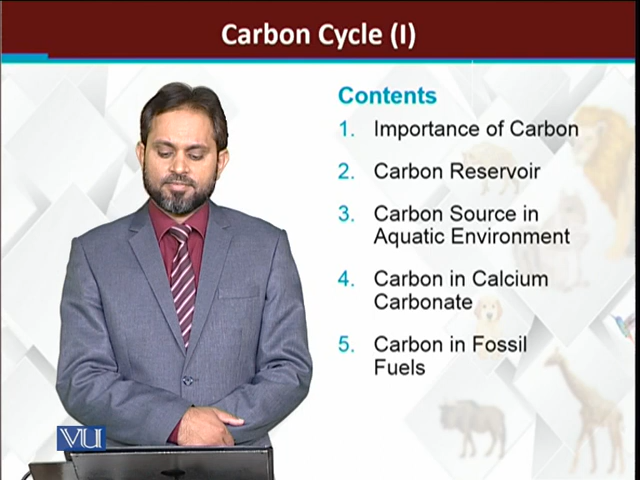 Carbon Cycle (I)
Contents
1. Importance of Carbon
2. Carbon Reservoir
3. Carbon Source in
Aquatic Environment
4. Carbon in Calcium
Carbonate
5. Carbon in Fossil
Fuels
VU